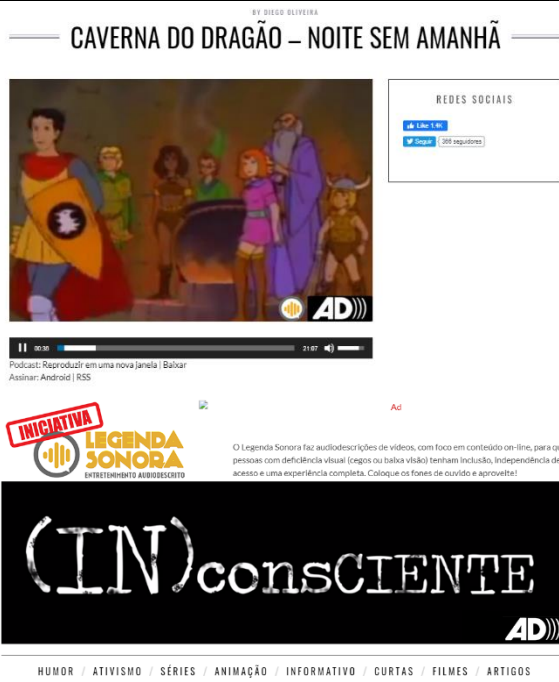 BY DIEGO OLIVEIRA
CAVERNA DO DRAGÃO – NOITE SEM AMANHÃ
REDES SOCIAIS
Like 1.4K
Seguir
seguidores
AD)))
00:36
21:07
Podcast: Reproduzir em uma nova janela | Baixar
Assinar: Android | RSS
Ad
INICIATIVA
LEGENDA
SONORA
ENTRETENIMENTO AUDIODESCRITO
O Legenda Sonora faz audiodescrições de vídeos, com foco em conteúdo on-line, para qu
pessoas com deficiência visual (cegos ou baixa visão) tenham inclusão, independência de
acesso e uma experiência completa. Coloque os fones de ouvido e aproveite!
(IN)consCIENTE
AD)))
HUMOR / ATIVISMO / SÉRIES / ANIMAÇÃO / INFORMATIVO / CURTAS / FILMES / ARTIGOS